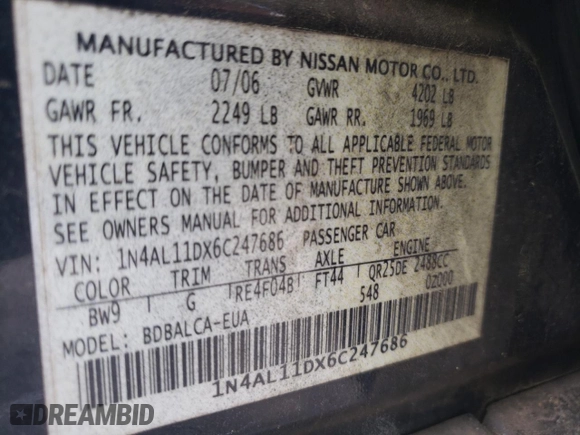 MANUFACTURED BY NISSAN MOTOR CO., LTD.
DATE 07/06 GVWR 4202 LB
GAWR FR. 2249 LB GAWR RR. 1969 LB
THIS VEHICLE CONFORMS TO ALL APPLICABLE FEDERAL MOTOR
VEHICLE SAFETY, BUMPER AND THEFT PREVENTION STANDARDS
IN EFFECT ON THE DATE OF MANUFACTURE SHOWN ABOVE.
SEE OWNERS MANUAL FOR ADDITIONAL INFORMATION.
VIN: 1N4AL11DX6C247686 PASSENGER CAR
COLOR TRIM TRANS AXLE ENGINE
BW9 G RE4F04B FT44 QR25DE 2488CC
MODEL: BDBALCA-EUA 548 02000
1N4AL11DX6C247686
DREAMBID